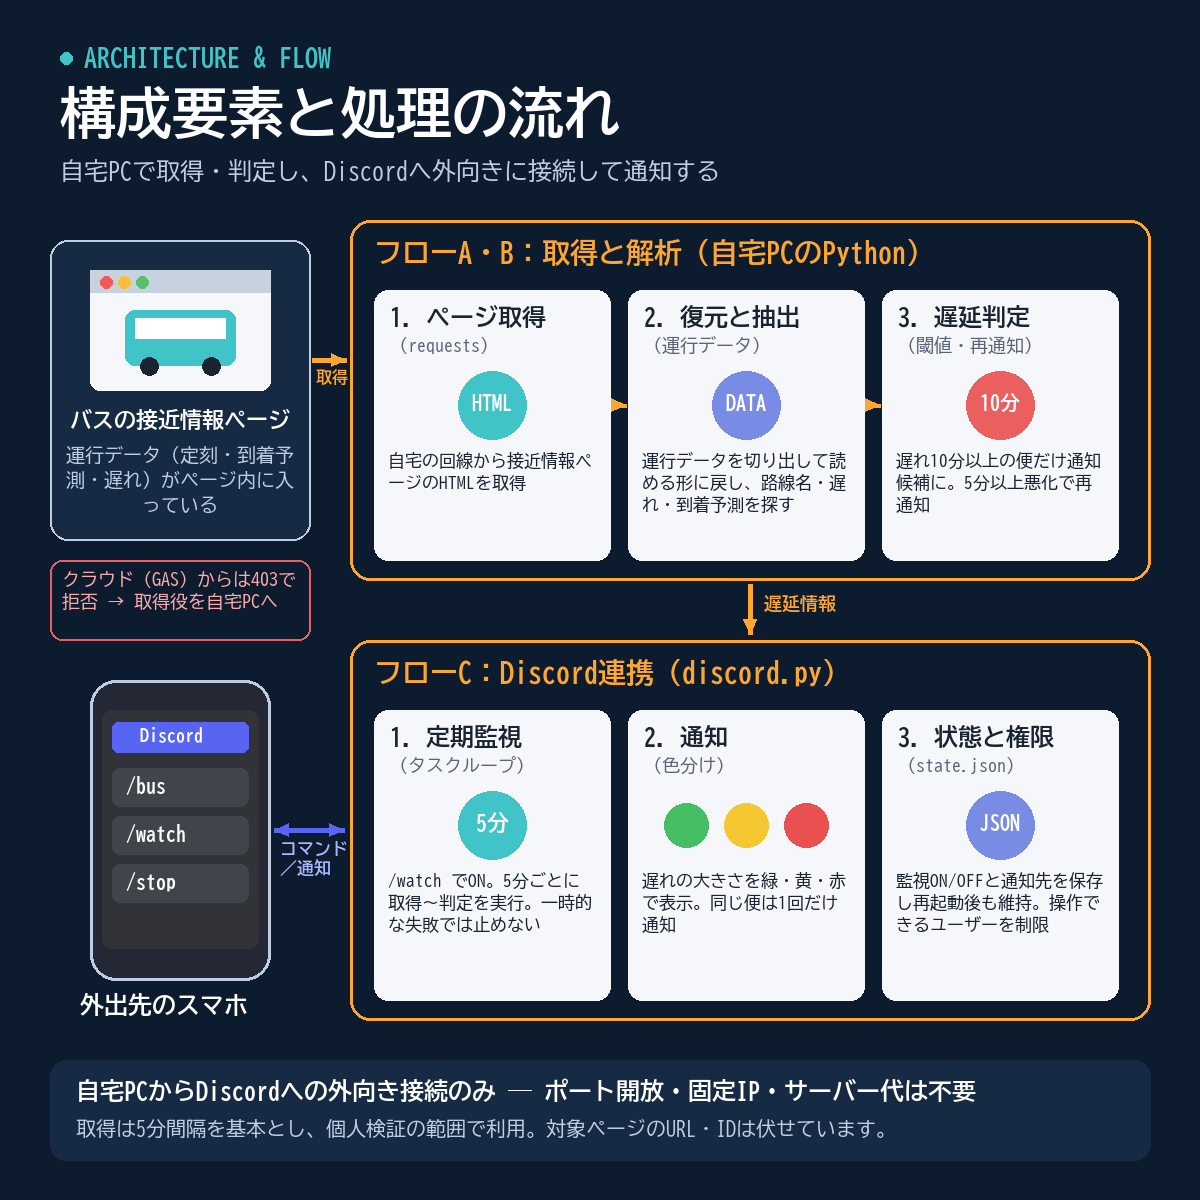 ARCHITECTURE & FLOW
構成要素と処理の流れ
自宅PCで取得・判定し、Discordへ外向きに接続して通知する
バスの接近情報ページ
運行データ（定刻・到着予
測・遅れ）がページ内に入
っている
クラウド（GAS）からは403で
拒否 → 取得役を自宅PCへ
取得
フローA・B：取得と解析（自宅PCのPython）
1. ページ取得
（requests）
HTML
自宅の回線から接近情報ペ
ージのHTMLを取得
2. 復元と抽出
（運行データ）
DATA
運行データを切り出して読
める形に戻し、路線名・遅
れ・到着予測を探す
3. 遅延判定
（閾値・再通知）
10分
遅れ10分以上の便だけ通知
候補に。5分以上悪化で再
通知
遅延情報
Discord
/bus
/watch
/stop
外出先のスマホ
コマンド
／通知
フローC：Discord連携（discord.py）
1. 定期監視
（タスクループ）
5分
/watch でON。5分ごとに
取得～判定を実行。一時的
な失敗では止めない
2. 通知
（色分け）
遅れの大きさを緑・黄・赤
で表示。同じ便は1回だけ
通知
3. 状態と権限
（state.json）
JSON
監視ON/OFFと通知先を保存
し再起動後も維持。操作で
きるユーザーを制限
自宅PCからDiscordへの外向き接続のみ ― ポート開放・固定IP・サーバー代は不要
取得は5分間隔を基本とし、個人検証の範囲で利用。対象ページのURL・IDは伏せています。